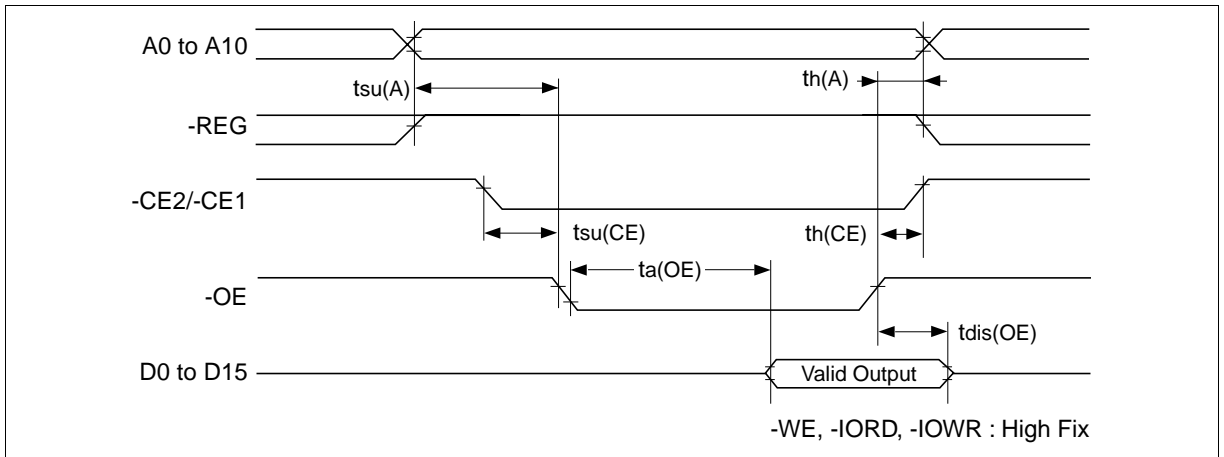 A0 to A10
tsu(A)
th(A)
-REG
-CE2/-CE1
tsu(CE)
th(CE)
ta(OE)
-OE
tdis(OE)
D0 to D15
Valid Output
-WE, -IORD, -IOWR : High Fix